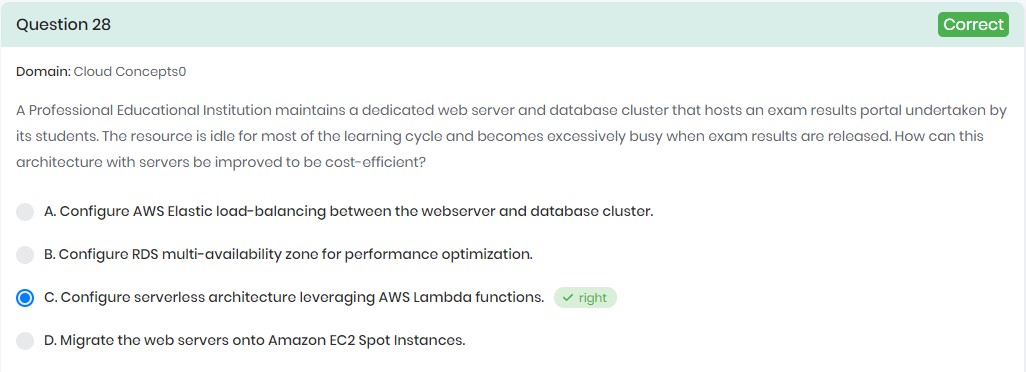 Question 28
Correct
Domain: Cloud Concepts0
A Professional Educational Institution maintains a dedicated web server and database cluster that hosts an exam results portal undertaken by
its students. The resource is idle for most of the learning cycle and becomes excessively busy when exam results are released. How can this
architecture with servers be improved to be cost-efficient?
A. Configure AWS Elastic load-balancing between the webserver and database cluster.
B. Configure RDS multi-availability zone for performance optimization.
C. Configure serverless architecture leveraging AWS Lambda functions.
right
D. Migrate the web servers onto Amazon EC2 Spot Instances.